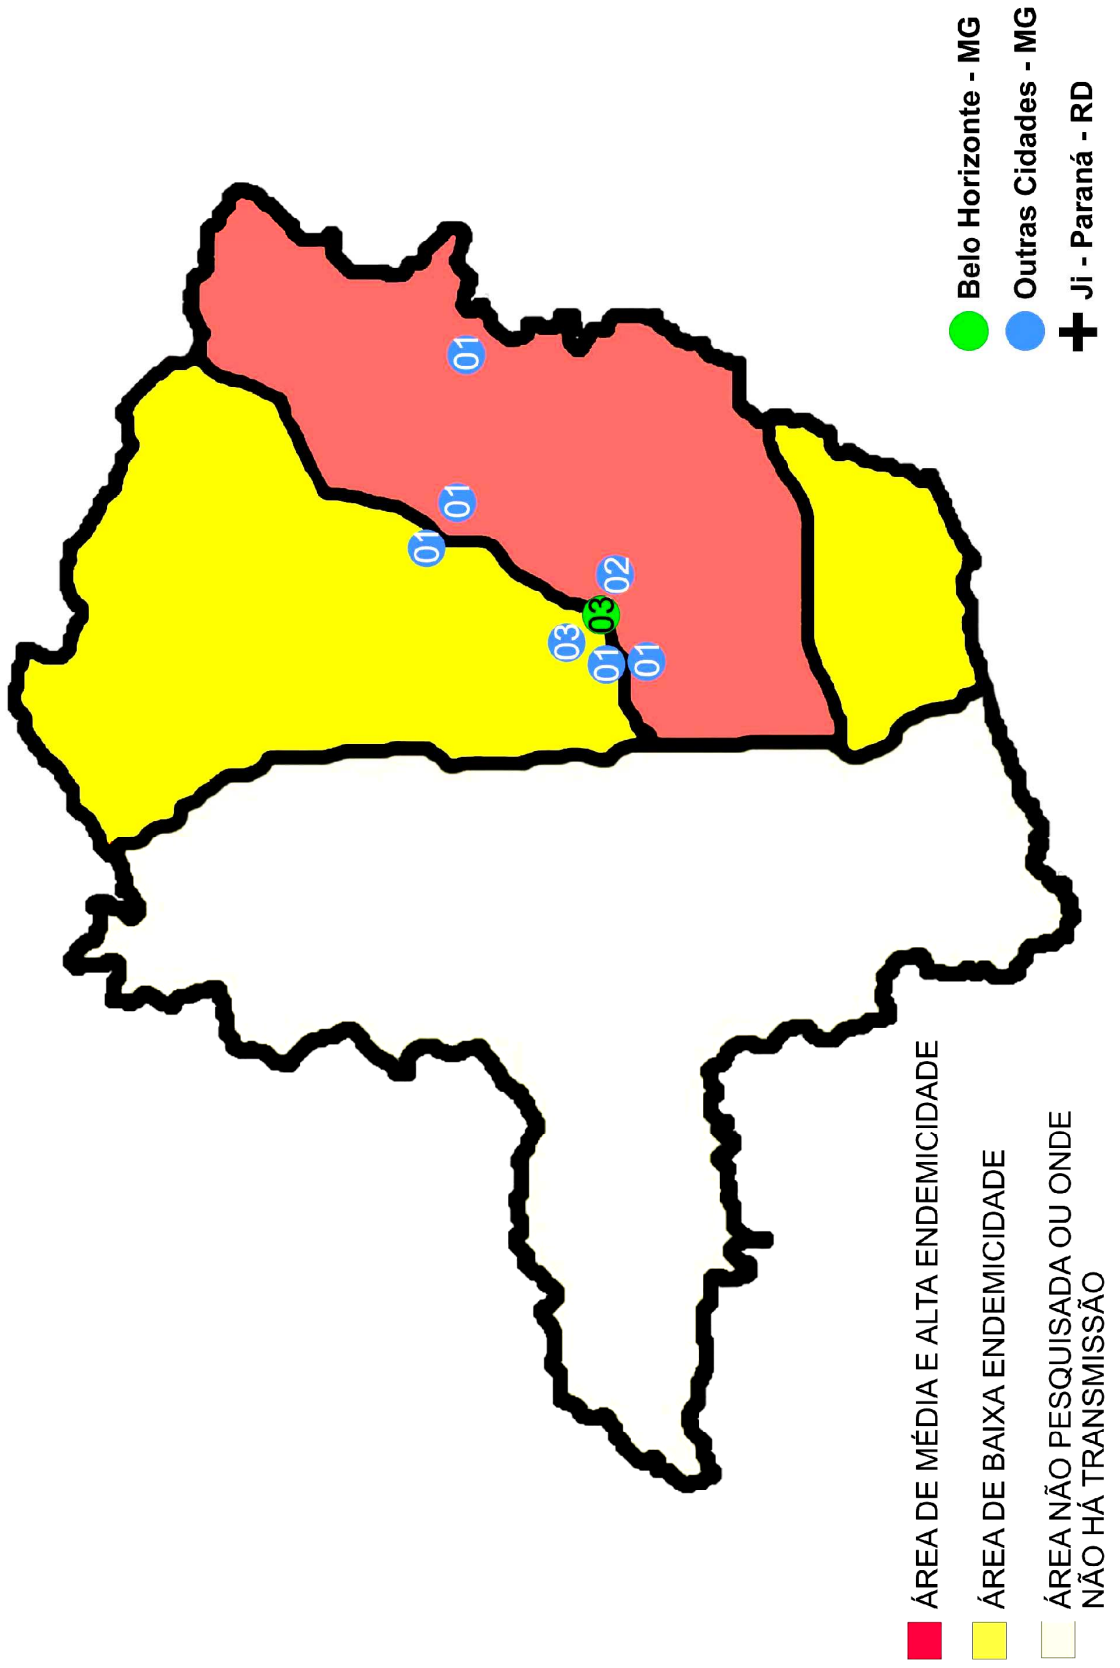 01
01
01
02
03
03
01
01
Belo Horizonte - MG
Outras Cidades - MG
Ji - Paraná - RD
ÁREA DE MÉDIA E ALTA ENDEMICIDADE
ÁREA DE BAIXA ENDEMICIDADE
ÁREA NÃO PESQUISADA OU ONDE
NÃO HÁ TRANSMISSÃO